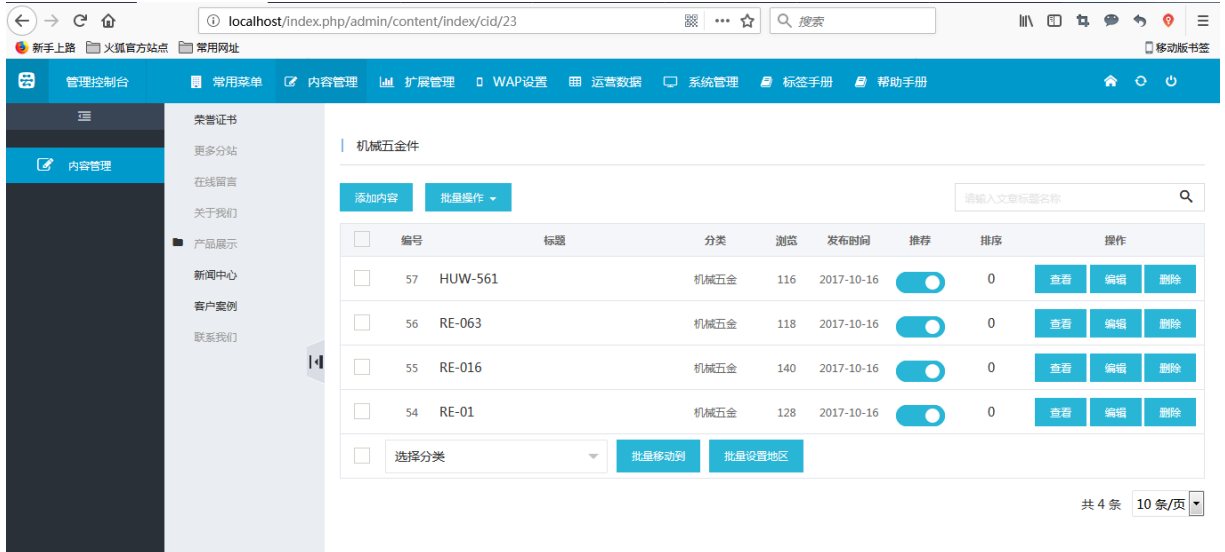 localhost/index.php/admin/content/index/cid/23
搜索
新手上路 火狐官方站点 常用网址 移动版书签
管理控制台 常用菜单 内容管理 扩展管理 WAP设置 运营数据 系统管理 标签手册 帮助手册
内容管理
荣誉证书
更多分站
在线留言
关于我们
产品展示
新闻中心
客户案例
联系我们
机械五金件
添加内容 批量操作 请输入文章标题名称
编号 标题 分类 浏览 发布时间 推荐 排序 操作
57 HUW-561 机械五金 116 2017-10-16 0 查看 编辑 删除
56 RE-063 机械五金 118 2017-10-16 0 查看 编辑 删除
55 RE-016 机械五金 140 2017-10-16 0 查看 编辑 删除
54 RE-01 机械五金 128 2017-10-16 0 查看 编辑 删除
选择分类 批量移动到 批量设置地区
共 4 条 10 条/页